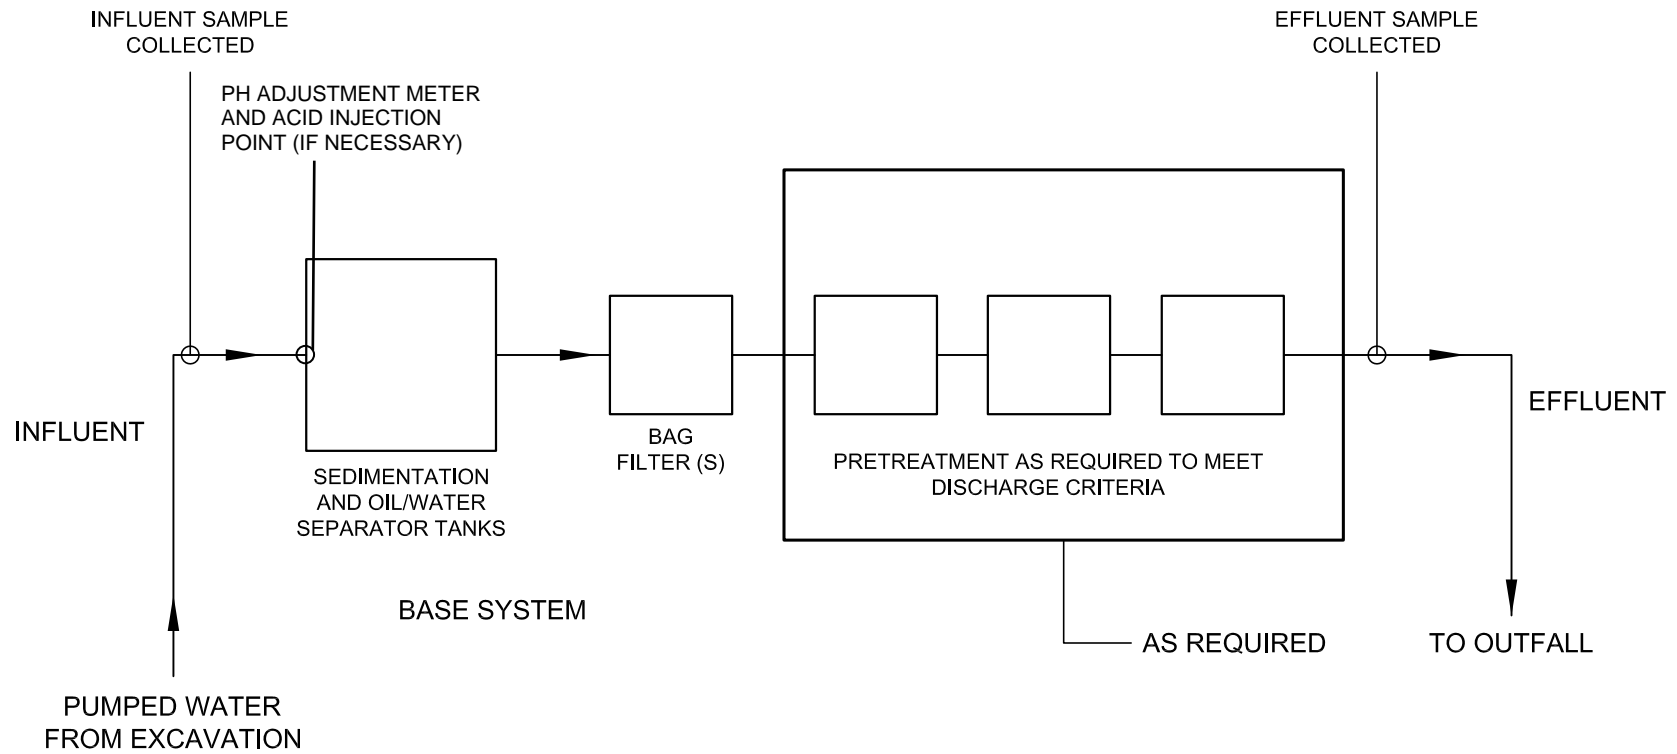 INFLUENT SAMPLE
COLLECTED
EFFLUENT SAMPLE
COLLECTED
PH ADJUSTMENT METER
AND ACID INJECTION
POINT (IF NECESSARY)
INFLUENT
EFFLUENT
SEDIMENTATION
AND OIL/WATER
SEPARATOR TANKS
BAG
FILTER (S)
PRETREATMENT AS REQUIRED TO MEET
DISCHARGE CRITERIA
BASE SYSTEM
AS REQUIRED
TO OUTFALL
PUMPED WATER
FROM EXCAVATION